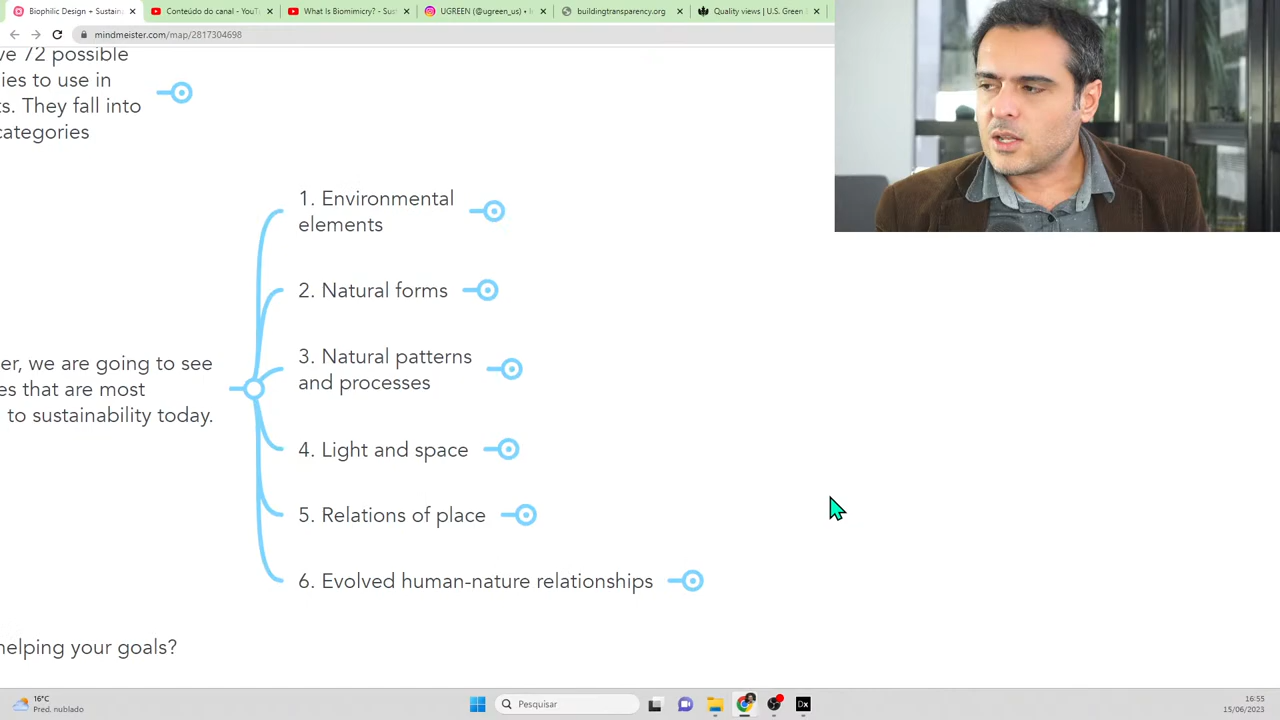 Biophilic Design + Sustain
Conteúdo do canal - YouT
What Is Biomimicry? - Sus
UGREEN (@ugreen_us) • I
buildingtransparency.org
Quality views | U.S. Green
mindmeister.com/map/2817304698
ve 72 possible
ies to use in
ts. They fall into
categories
1. Environmental
elements
2. Natural forms
3. Natural patterns
and processes
er, we are going to see
es that are most
to sustainability today.
4. Light and space
5. Relations of place
6. Evolved human-nature relationships
helping your goals?
16°C
Pred. nublado
Pesquisar
Dx
16:55
15/06/2023